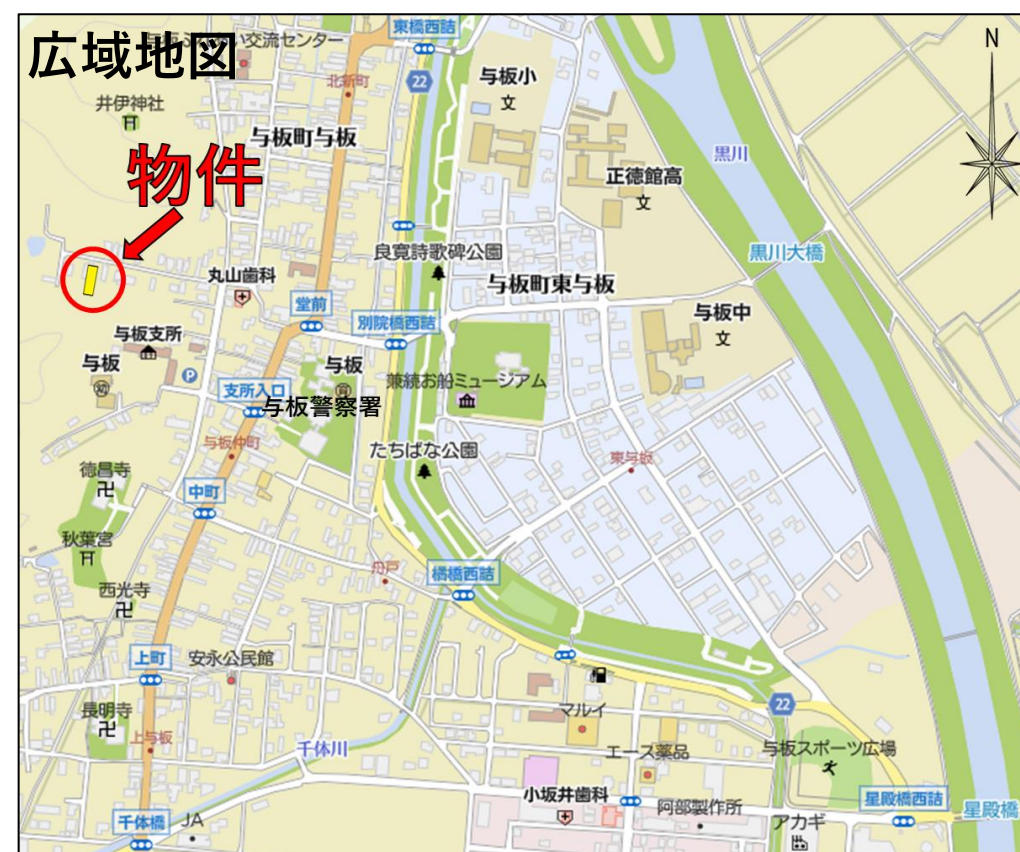 広域地図
交流センター
東橋西詰
22
北新町
与板小
文
N
井伊神社
与板町与板
黒川
物件
正徳館高
文
良寛詩歌碑公園
黒川大橋
丸山歯科
与板町東与板
堂前
別院橋西詰
与板中
文
与板支所
与板
P
与板
支所入口
兼続お船ミュージアム
与板警察署
与板仲町
たちばな公園
東与板
徳昌寺
中町
秋葉宮
舟戸
橘橋西詰
西光寺
上町
安永公民館
長明寺
上与板
22
マルイ
千体川
エース薬品
与板スポーツ広場
小坂井歯科
阿部製作所
星殿橋西詰
星殿橋
千体橋
JA
アカギ